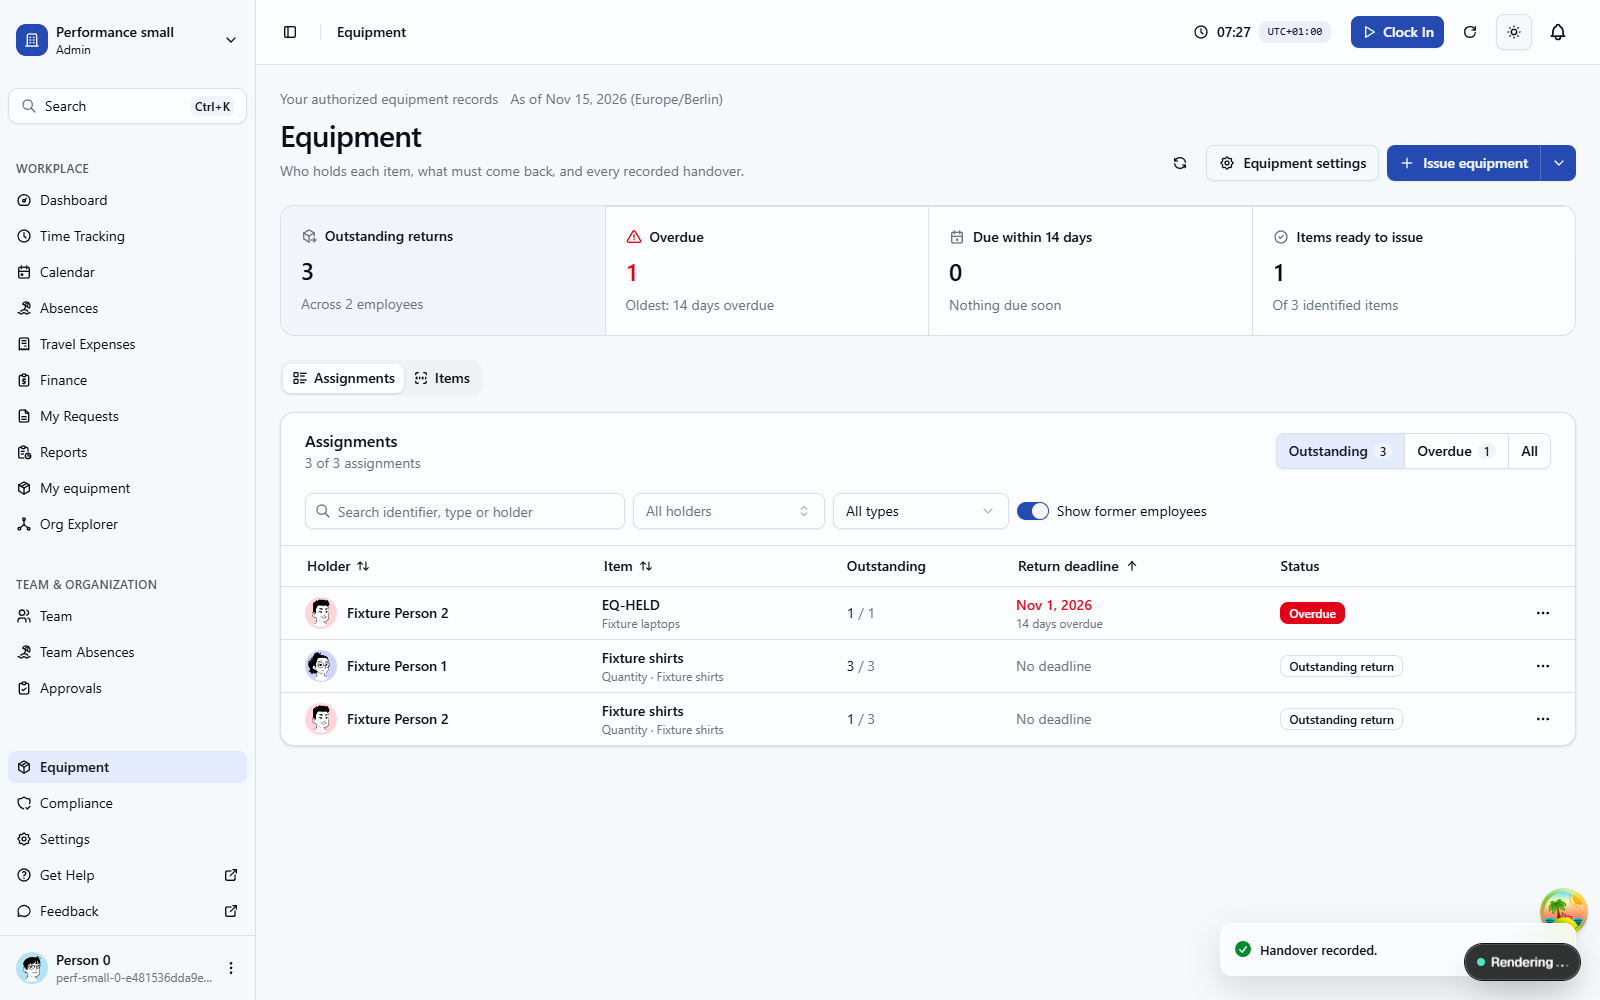 Performance small
Admin
Search
Ctrl+K
WORKPLACE
Dashboard
Time Tracking
Calendar
Absences
Travel Expenses
Finance
My Requests
Reports
My equipment
Org Explorer
TEAM & ORGANIZATION
Team
Team Absences
Approvals
Equipment
Compliance
Settings
Get Help
Feedback
Person 0
perf-small-0-e481536dda9e...
Equipment
07:27 UTC+01:00
Clock In
Your authorized equipment records As of Nov 15, 2026 (Europe/Berlin)
Equipment
Who holds each item, what must come back, and every recorded handover.
Equipment settings
Issue equipment
Outstanding returns
3
Across 2 employees
Overdue
1
Oldest: 14 days overdue
Due within 14 days
0
Nothing due soon
Items ready to issue
1
Of 3 identified items
Assignments
Items
Assignments
3 of 3 assignments
Outstanding 3
Overdue 1
All
Search identifier, type or holder
All holders
All types
Show former employees
Holder Item Outstanding Return deadline Status
Fixture Person 2
EQ-HELD
Fixture laptops
1 / 1
Nov 1, 2026
14 days overdue
Overdue
Fixture Person 1
Fixture shirts
Quantity · Fixture shirts
3 / 3
No deadline
Outstanding return
Fixture Person 2
Fixture shirts
Quantity · Fixture shirts
1 / 3
No deadline
Outstanding return
Handover recorded.
Rendering ...